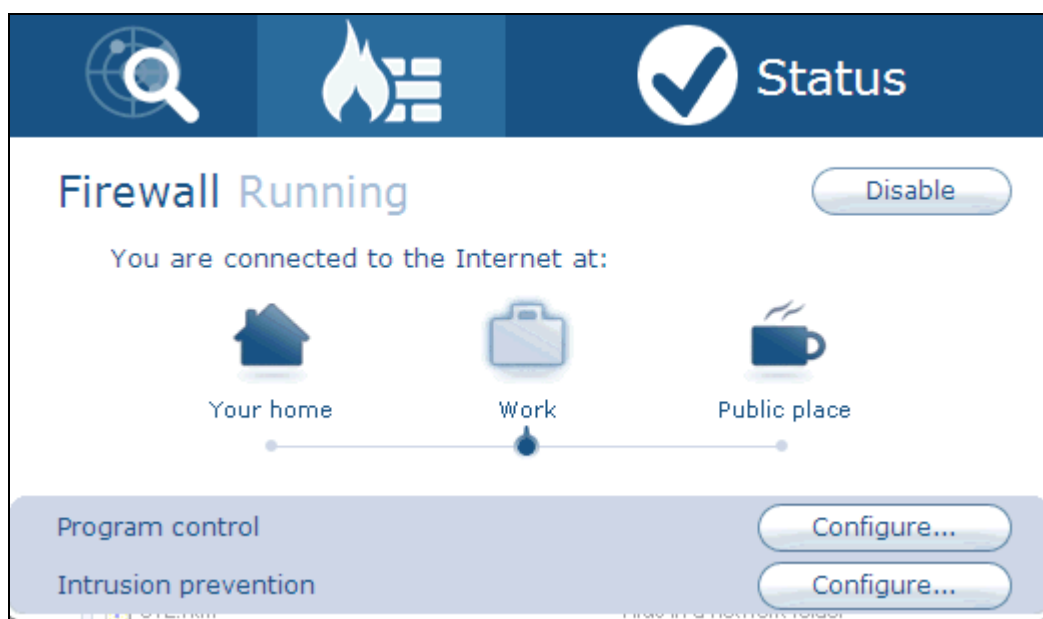 Status
Firewall Running
Disable
You are connected to the Internet at:
Your home
Work
Public place
Program control
Configure...
Intrusion prevention
Configure...